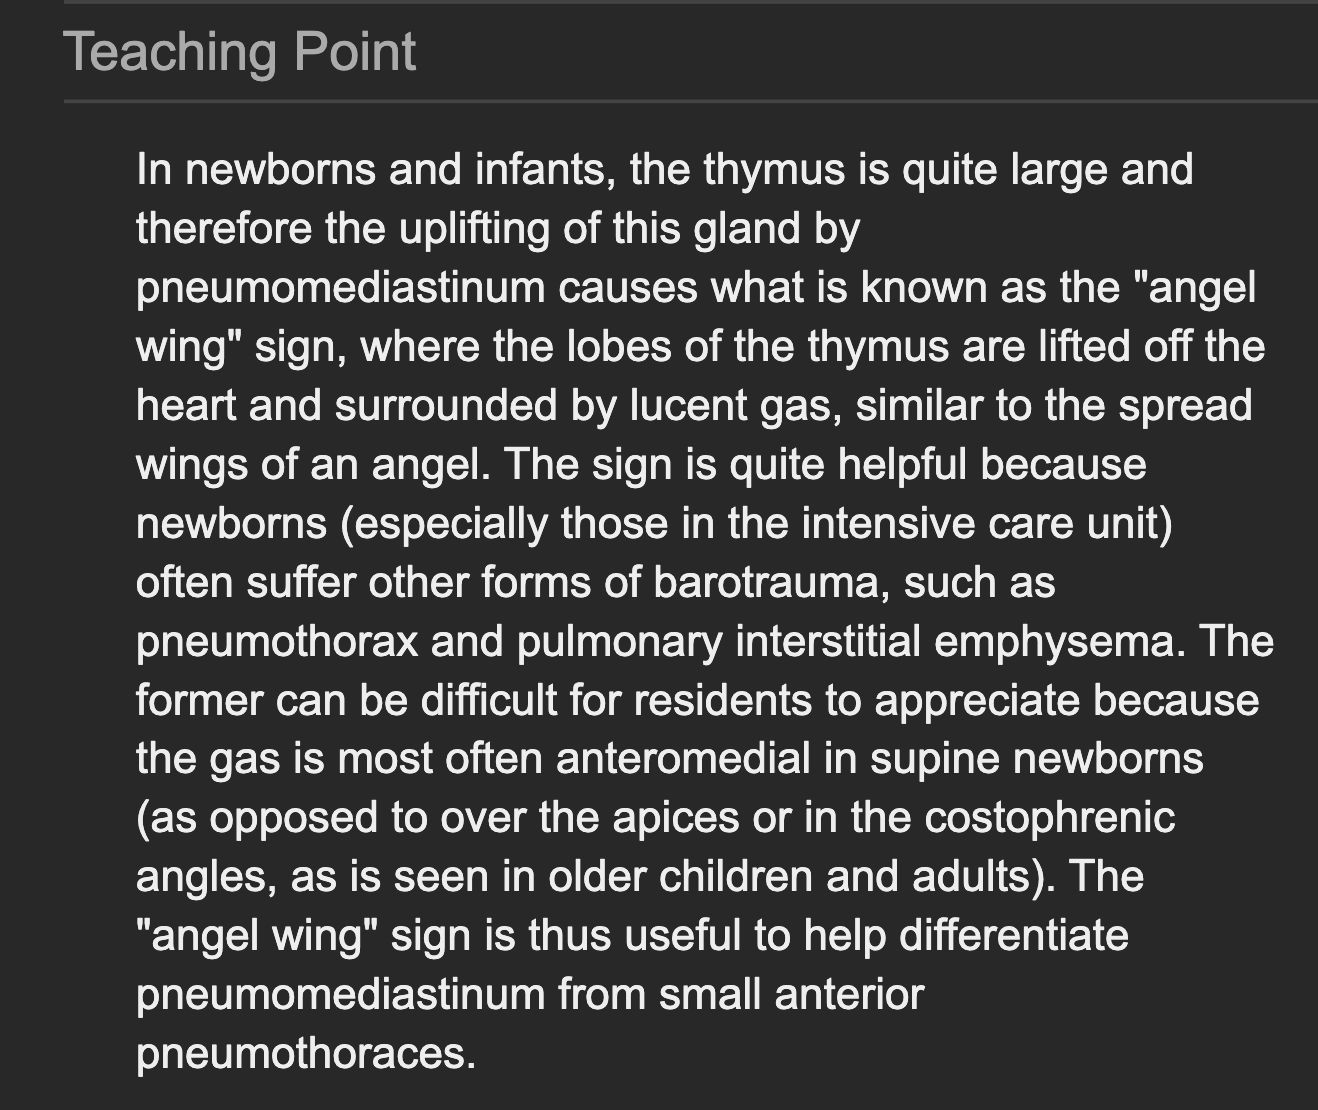 Teaching Point
In newborns and infants, the thymus is quite large and
therefore the uplifting of this gland by
pneumomediastinum causes what is known as the "angel
wing" sign, where the lobes of the thymus are lifted off the
heart and surrounded by lucent gas, similar to the spread
wings of an angel. The sign is quite helpful because
newborns (especially those in the intensive care unit)
often suffer other forms of barotrauma, such as
pneumothorax and pulmonary interstitial emphysema. The
former can be difficult for residents to appreciate because
the gas is most often anteromedial in supine newborns
(as opposed to over the apices or in the costophrenic
angles, as is seen in older children and adults). The
"angel wing" sign is thus useful to help differentiate
pneumomediastinum from small anterior
pneumothoraces.